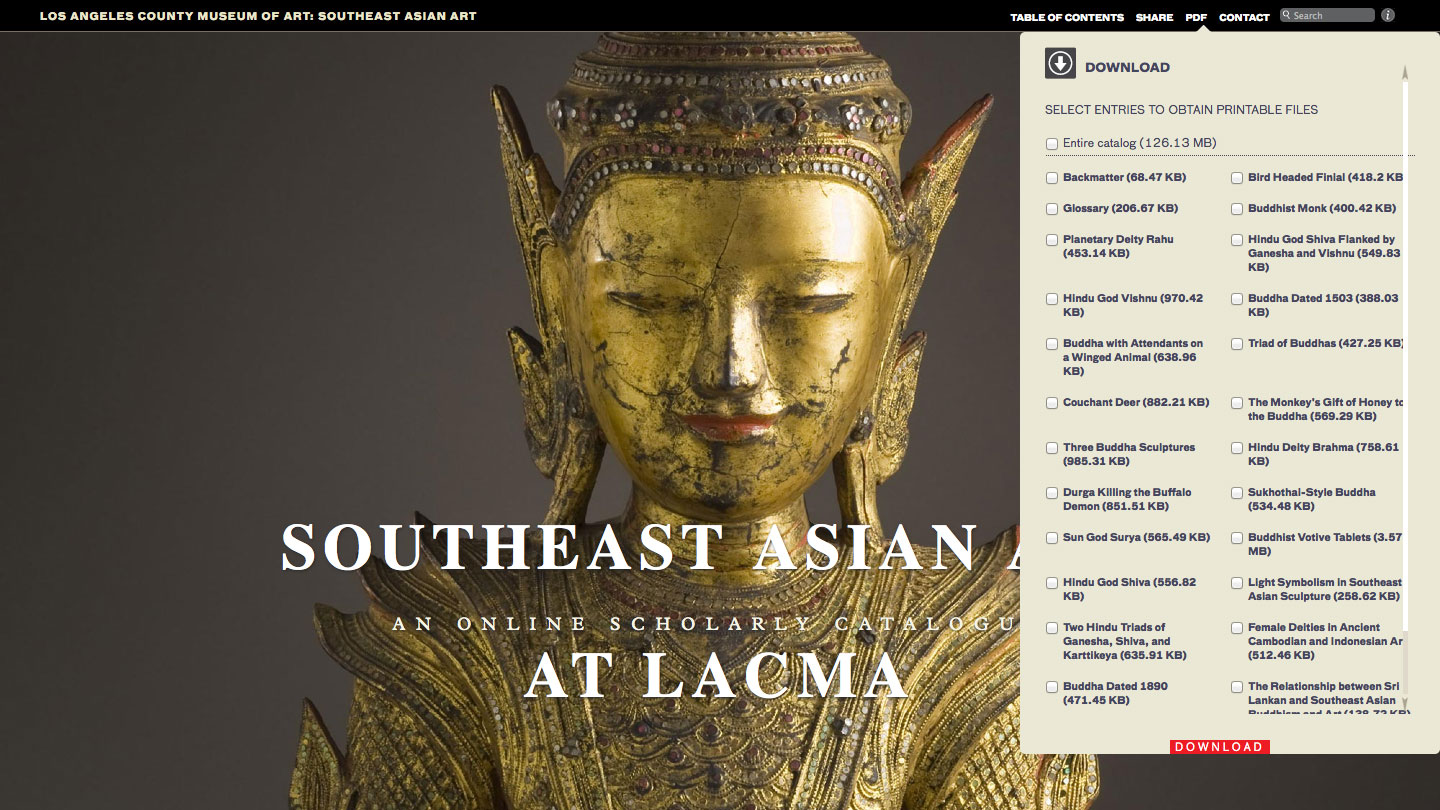 LOS ANGELES COUNTY MUSEUM OF ART: SOUTHEAST ASIAN ART
TABLE OF CONTENTS SHARE PDF CONTACT Search i
DOWNLOAD
SELECT ENTRIES TO OBTAIN PRINTABLE FILES
Entire catalog (126.13 MB)
Backmatter (68.47 KB)
Bird Headed Finial (418.2 KB
Glossary (206.67 KB)
Buddhist Monk (400.42 KB)
Planetary Deity Rahu
(453.14 KB)
Hindu God Shiva Flanked by
Ganesha and Vishnu (549.83
KB)
Hindu God Vishnu (970.42
KB)
Buddha Dated 1503 (388.03
KB)
Buddha with Attendants on
a Winged Animal (638.96
KB)
Triad of Buddhas (427.25 KB)
Couchant Deer (882.21 KB)
The Monkey's Gift of Honey to
the Buddha (569.29 KB)
Three Buddha Sculptures
(985.31 KB)
Hindu Deity Brahma (758.61
KB)
Durga Killing the Buffalo
Demon (851.51 KB)
Sukhothai-Style Buddha
(534.48 KB)
Sun God Surya (565.49 KB)
Buddhist Votive Tablets (3.57
MB)
Hindu God Shiva (556.82
KB)
Light Symbolism in Southeast
Asian Sculpture (258.62 KB)
Two Hindu Triads of
Ganesha, Shiva, and
Karttikeya (635.91 KB)
Female Deities in Ancient
Cambodian and Indonesian Ar
(512.46 KB)
Buddha Dated 1890
(471.45 KB)
The Relationship between Sri
Lankan and Southeast Asian
Buddhism and Art (138.72 KB)
DOWNLOAD
SOUTHEAST ASIAN A
AN ONLINE SCHOLARLY CATALOGU
AT LACMA